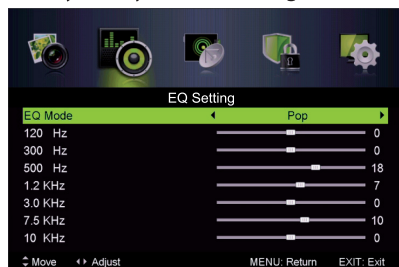 EQ Setting
EQ Mode Pop
120 Hz 0
300 Hz 0
500 Hz 18
1.2 KHz 7
3.0 KHz 0
7.5 KHz 10
10 KHz 0
Move Adjust MENU: Return EXIT: Exit